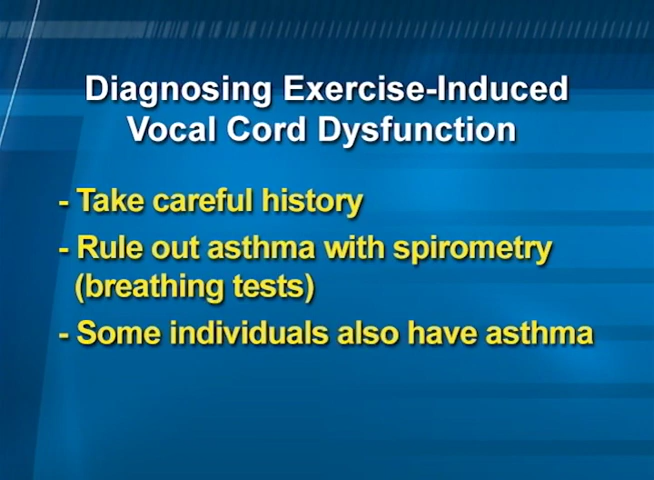 Diagnosing Exercise-Induced
Vocal Cord Dysfunction
- Take careful history
- Rule out asthma with spirometry
(breathing tests)
- Some individuals also have asthma